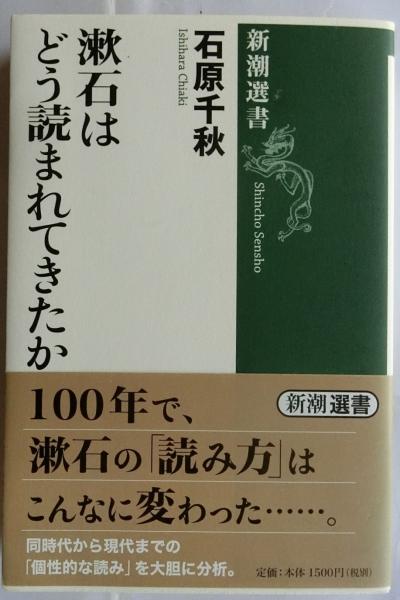 漱石は
どう読まれてきたか
石原千秋
Ishihara Chiaki
新潮選書
Shincho Sensho
100年で、
漱石の「読み方」は
こんなに変わった……。
同時代から現代までの
「個性的な読み」を大胆に分析。
新潮選書
定価：本体1500円（税別）